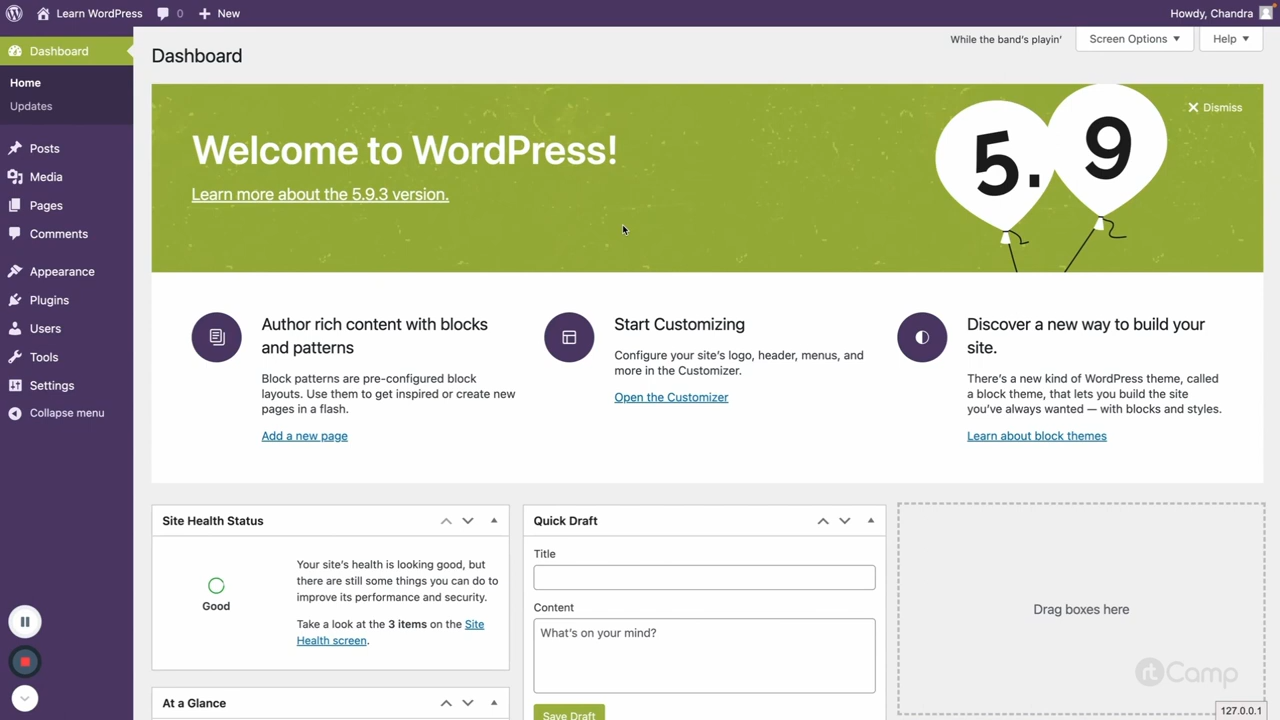 Learn WordPress
0
New
Howdy, Chandra
Dashboard
Home
Updates
Posts
Media
Pages
Comments
Appearance
Plugins
Users
Tools
Settings
Collapse menu
Dashboard
While the band's playin'
Screen Options
Help
Welcome to WordPress!
Learn more about the 5.9.3 version.
5.9
Dismiss
Author rich content with blocks
and patterns
Block patterns are pre-configured block
layouts. Use them to get inspired or create new
pages in a flash.
Add a new page
Start Customizing
Configure your site's logo, header, menus, and
more in the Customizer.
Open the Customizer
Discover a new way to build your
site.
There's a new kind of WordPress theme, called
a block theme, that lets you build the site
you've always wanted — with blocks and styles.
Learn about block themes
Site Health Status
Good
Your site's health is looking good, but
there are still some things you can do to
improve its performance and security.
Take a look at the 3 items on the Site
Health screen.
At a Glance
Quick Draft
Title
Content
What's on your mind?
Save Draft
Drag boxes here
rtCamp
127.0.0.1